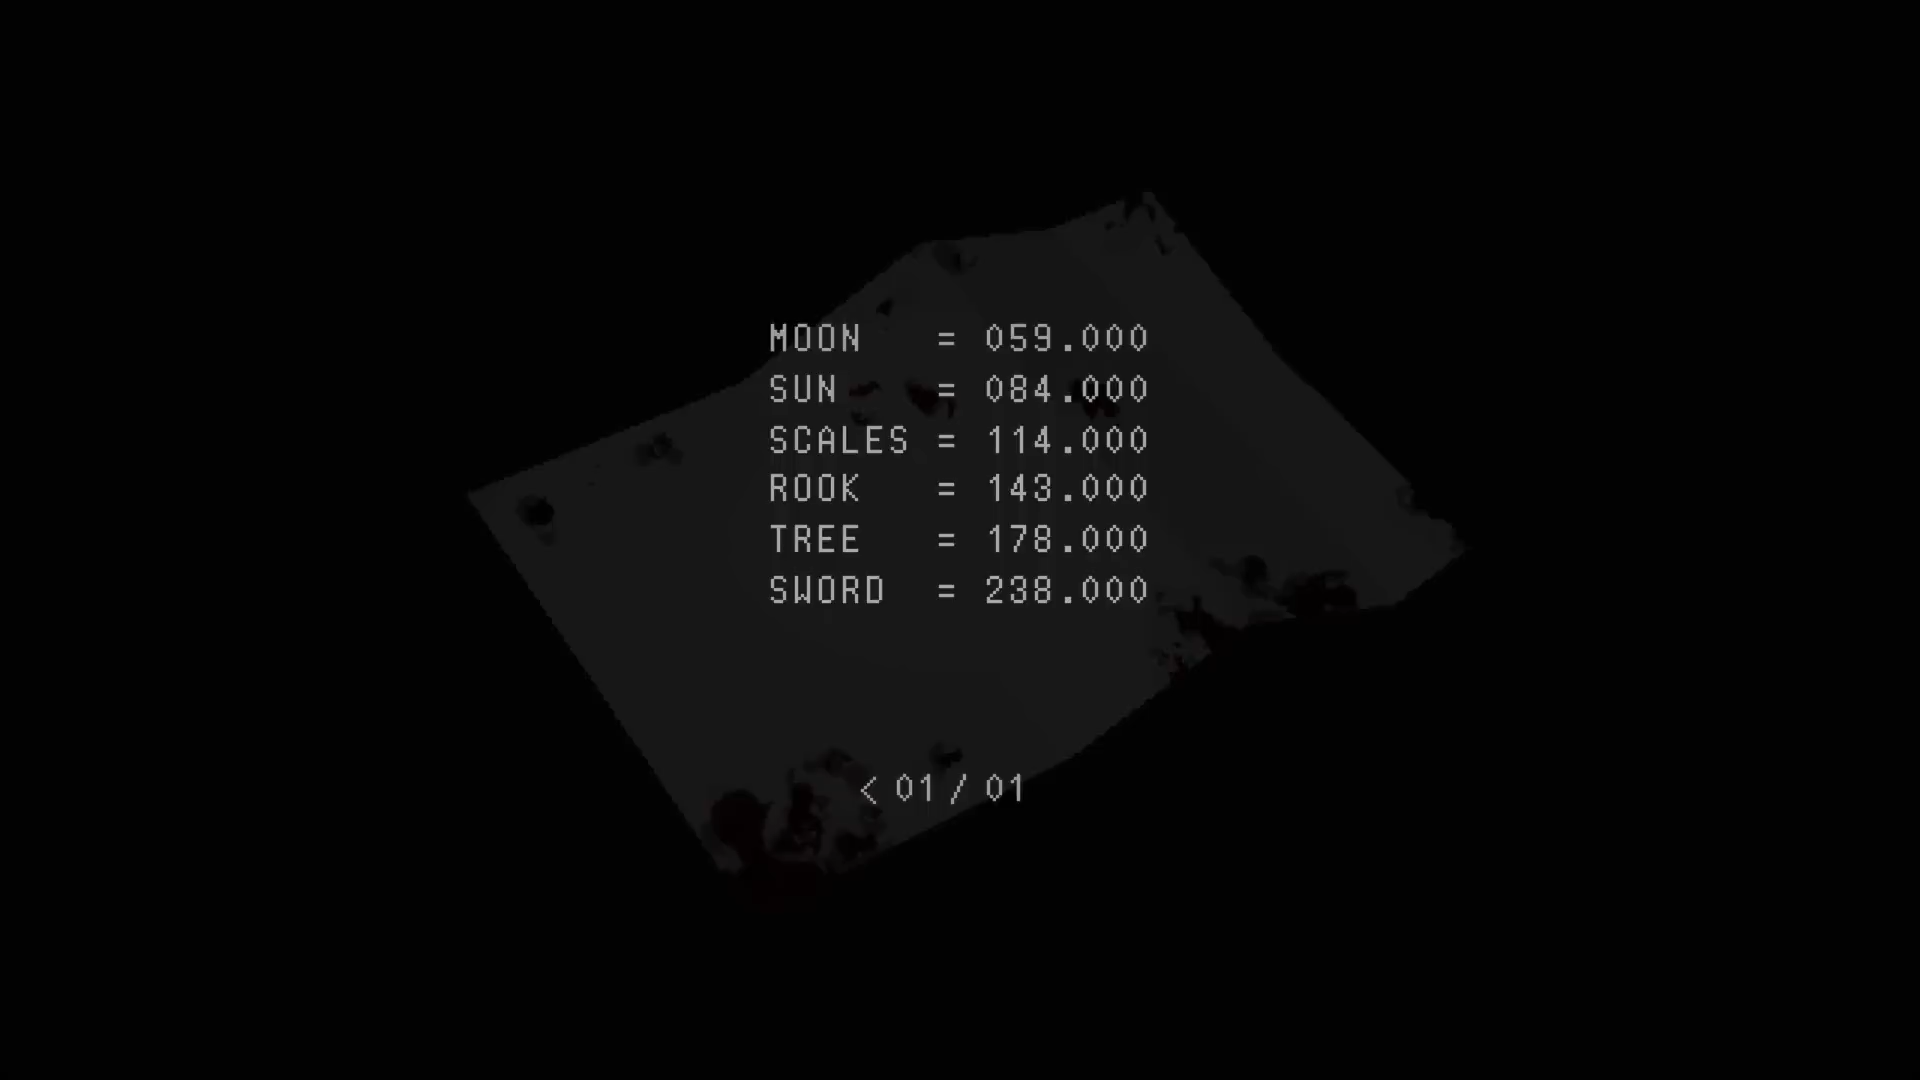 MOON = 059.000
SUN = 084.000
SCALES = 114.000
ROOK = 143.000
TREE = 178.000
SWORD = 238.000
< 01 / 01